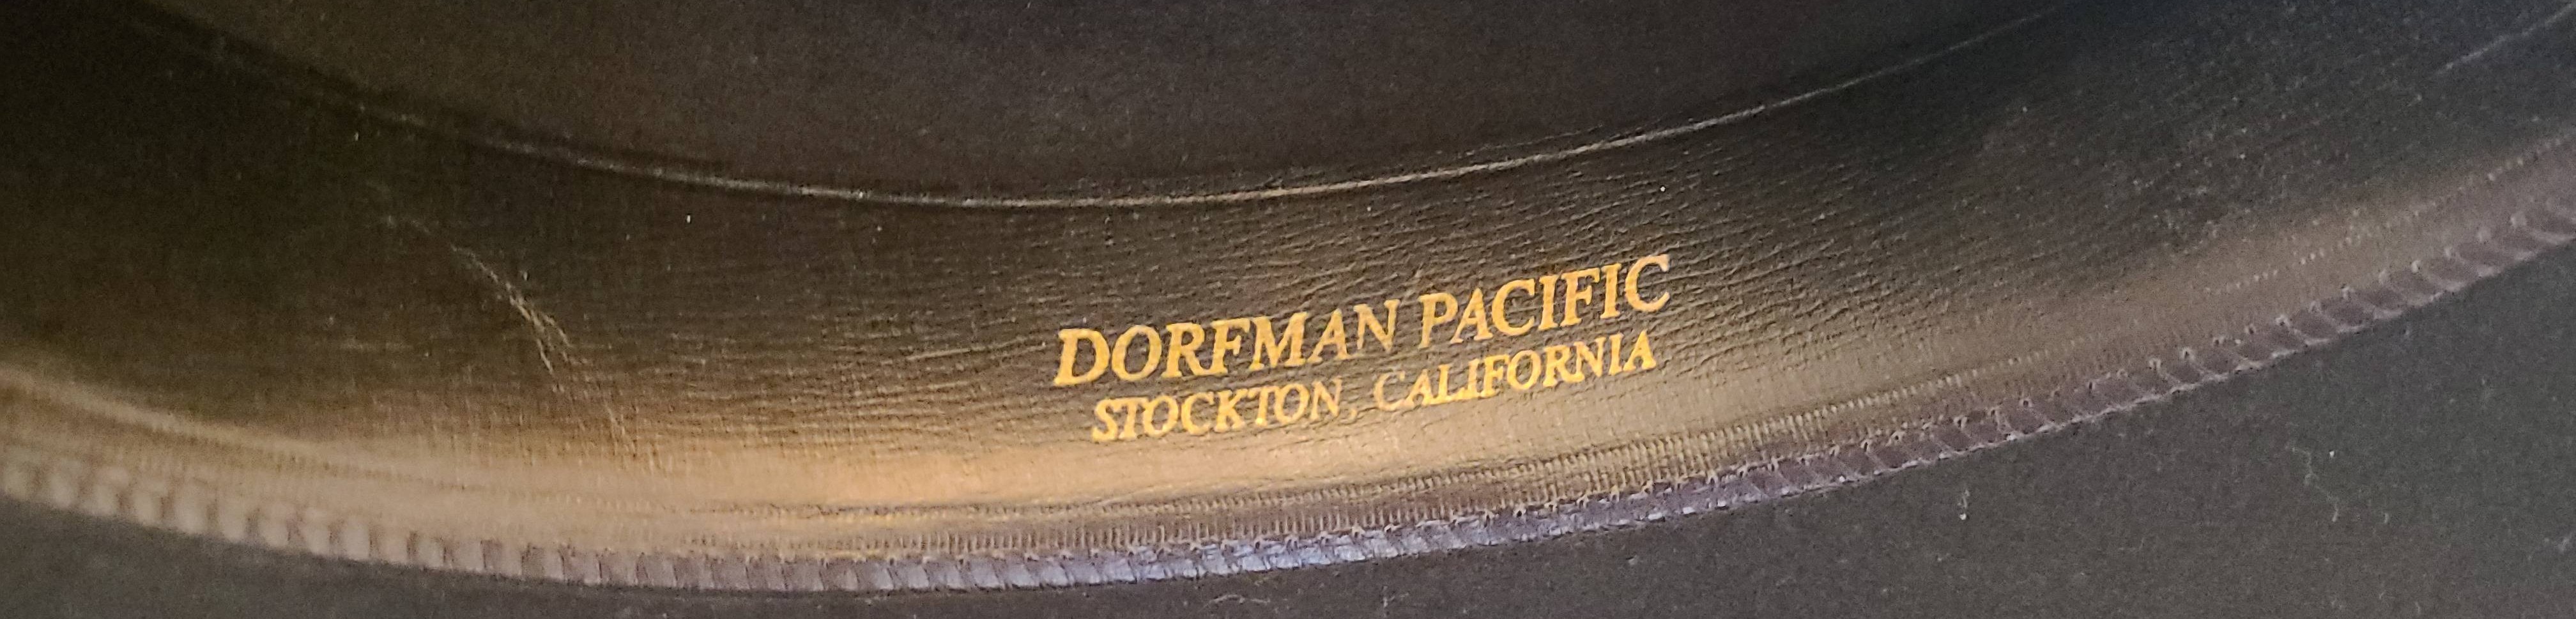 DORFMAN PACIFIC
STOCKTON, CALIFORNIA